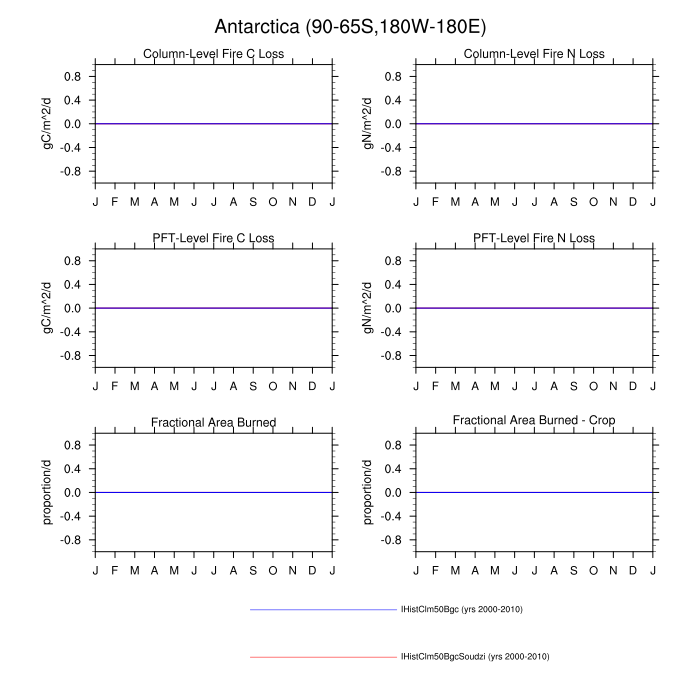 Antarctica (90-65S,180W-180E)
Column-Level Fire C Loss
gC/m^2/d
0.8
0.4
0.0
-0.4
-0.8
J F M A M J J A S O N D J
Column-Level Fire N Loss
gN/m^2/d
0.8
0.4
0.0
-0.4
-0.8
J F M A M J J A S O N D J
PFT-Level Fire C Loss
gC/m^2/d
0.8
0.4
0.0
-0.4
-0.8
J F M A M J J A S O N D J
PFT-Level Fire N Loss
gN/m^2/d
0.8
0.4
0.0
-0.4
-0.8
J F M A M J J A S O N D J
Fractional Area Burned
proportion/d
0.8
0.4
0.0
-0.4
-0.8
J F M A M J J A S O N D J
Fractional Area Burned - Crop
proportion/d
0.8
0.4
0.0
-0.4
-0.8
J F M A M J J A S O N D J
IHistClm50Bgc (yrs 2000-2010)
IHistClm50BgcSoudzi (yrs 2000-2010)